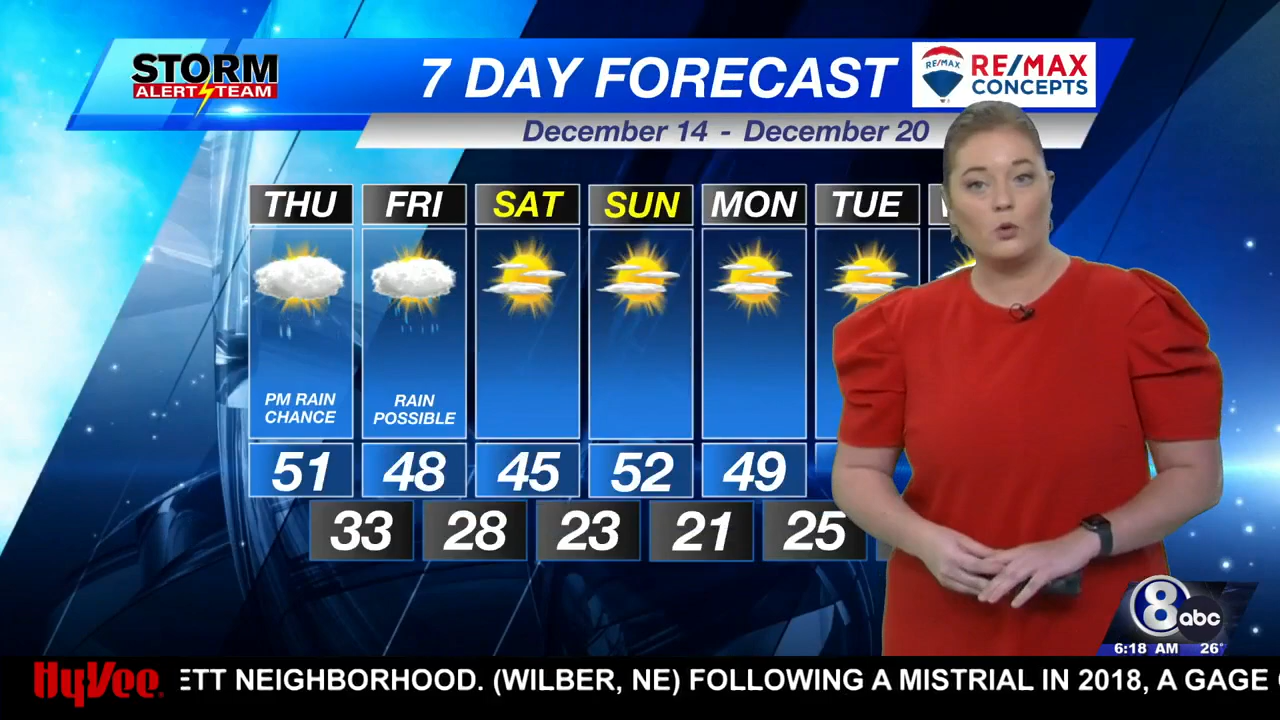 STORM
ALERT TEAM
7 DAY FORECAST
RE/MAX
RE/MAX
CONCEPTS
December 14 - December 20
THU FRI SAT SUN MON TUE
PM RAIN
CHANCE
RAIN
POSSIBLE
51 48 45 52 49
33 28 23 21 25
8 abc
6:18 AM 26°
HyVee
ETT NEIGHBORHOOD. (WILBER, NE) FOLLOWING A MISTRIAL IN 2018, A GAGE